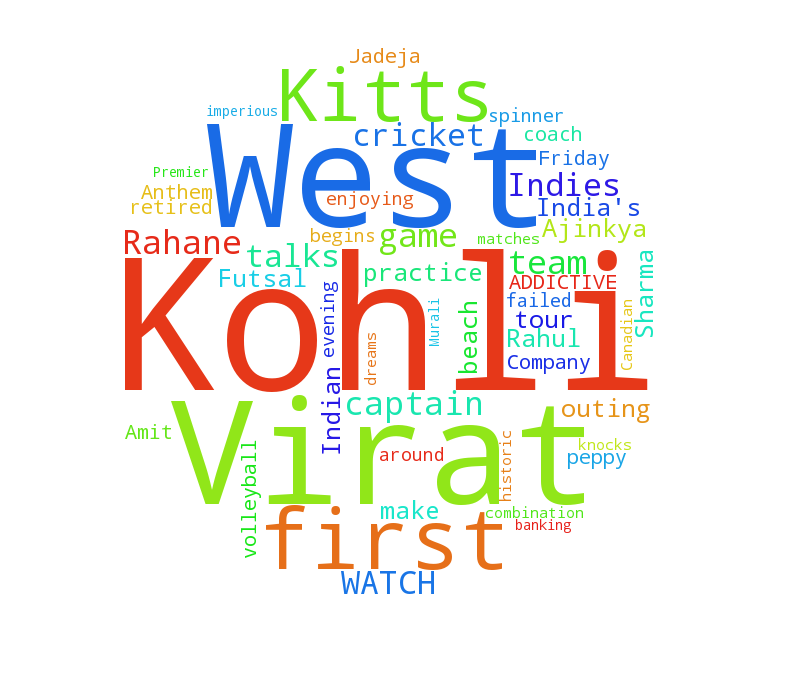 Jadeja
Kitts
imperious
spinner
cricket
coach
West
Friday
Premier
Indies
Anthem
enjoying
retired
India's
Ajinkya
Rahane
begins
game
matches
talks
team
Sharma
Futsal
practice
ADDICTIVE
Kohli
evening
Murali
beach
failed
Canadian
tour
Rahul
dreams
Company
Indian
captain
Virat
outing
Amit
knocks
volleyball
around
historic
peppy
first
make
combination
banking
WATCH